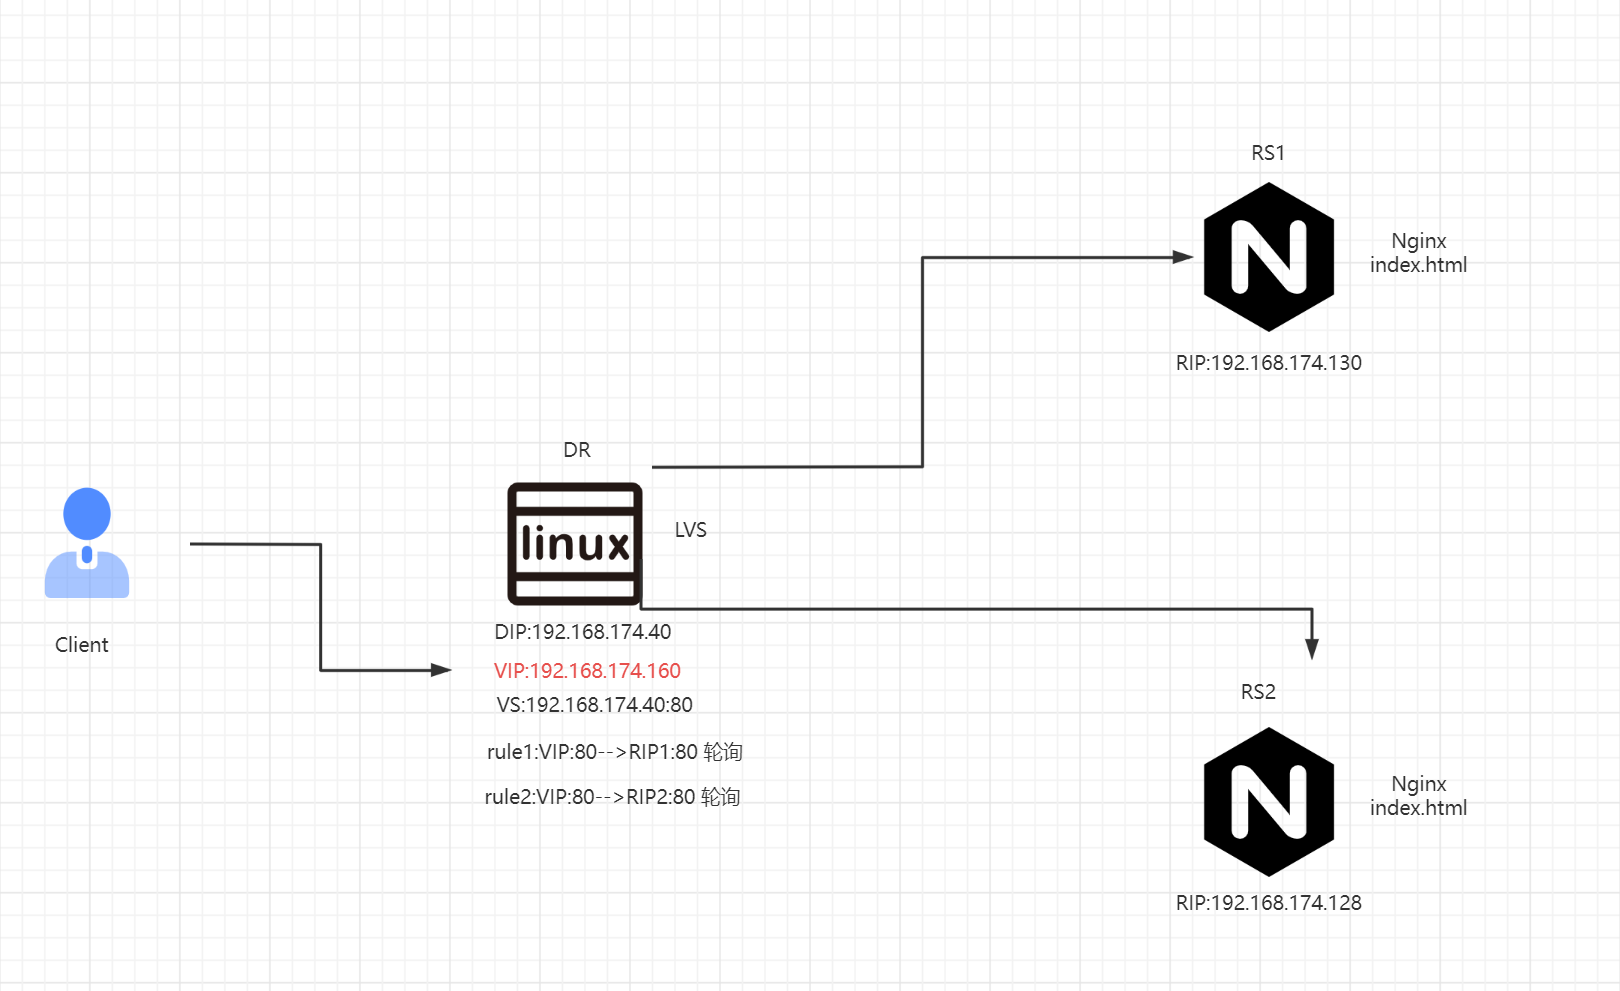 RS1
Nginx
index.html
RIP:192.168.174.130
DR
linux
LVS
Client
DIP:192.168.174.40
VIP:192.168.174.160
VS:192.168.174.40:80
rule1:VIP:80-->RIP1:80 轮询
rule2:VIP:80-->RIP2:80 轮询
RS2
Nginx
index.html
RIP:192.168.174.128